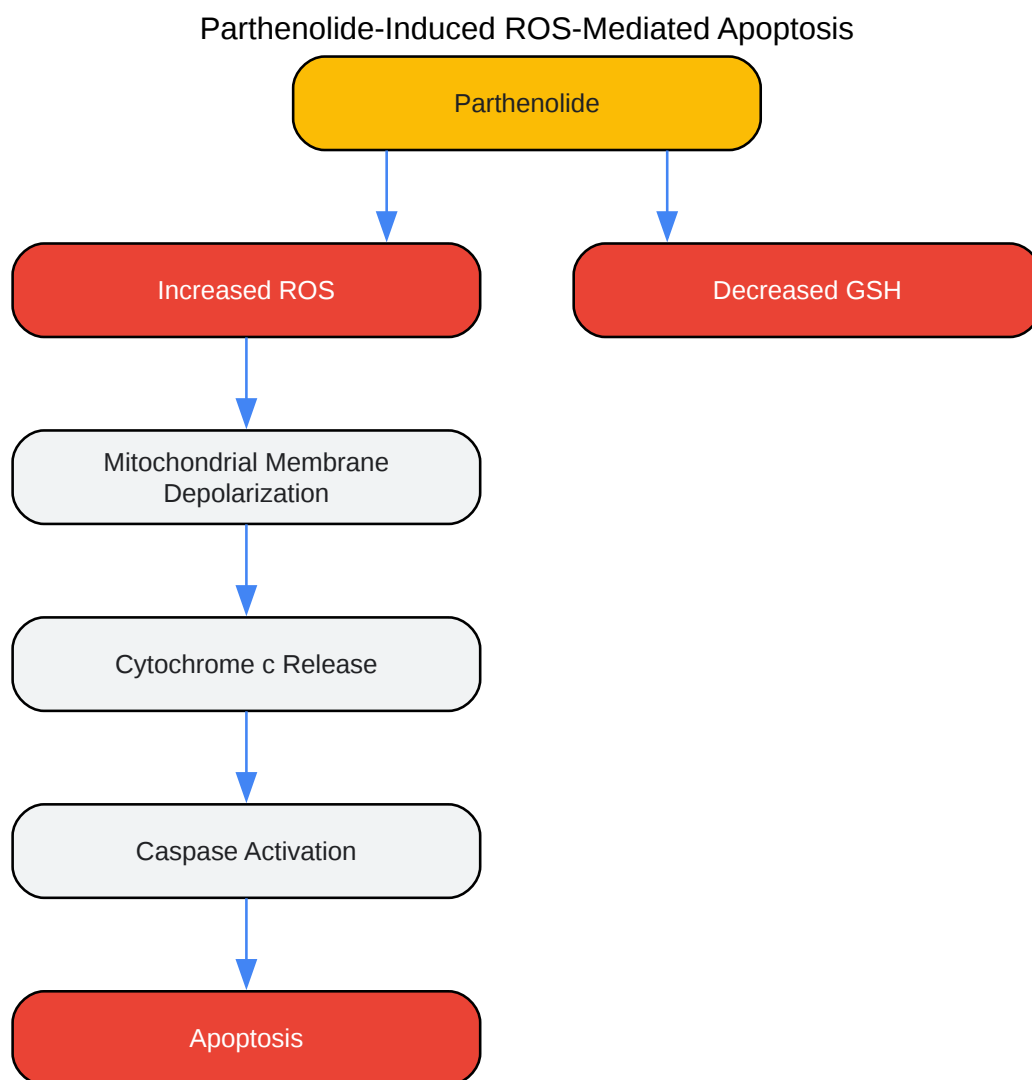 Parthenolide-Induced ROS-Mediated Apoptosis
Parthenolide
Increased ROS
Decreased GSH
Mitochondrial Membrane
Depolarization
Cytochrome c Release
Caspase Activation
Apoptosis